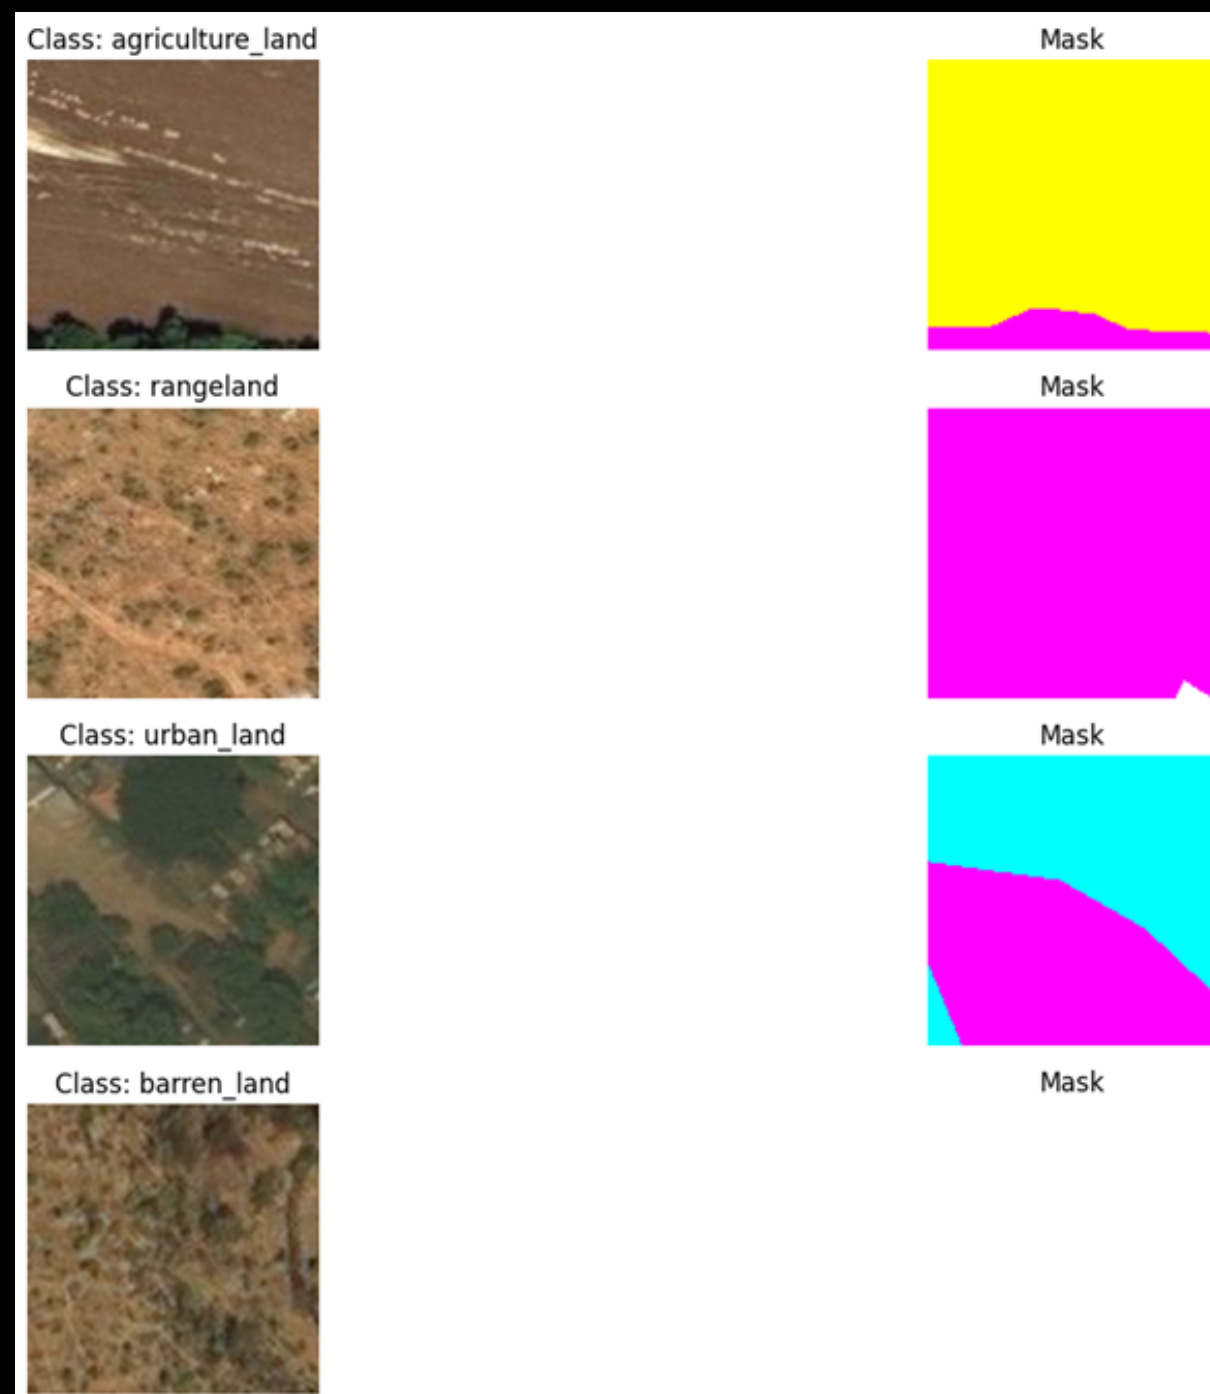 Class: agriculture_land
Mask
Class: rangeland
Mask
Class: urban_land
Mask
Class: barren_land
Mask